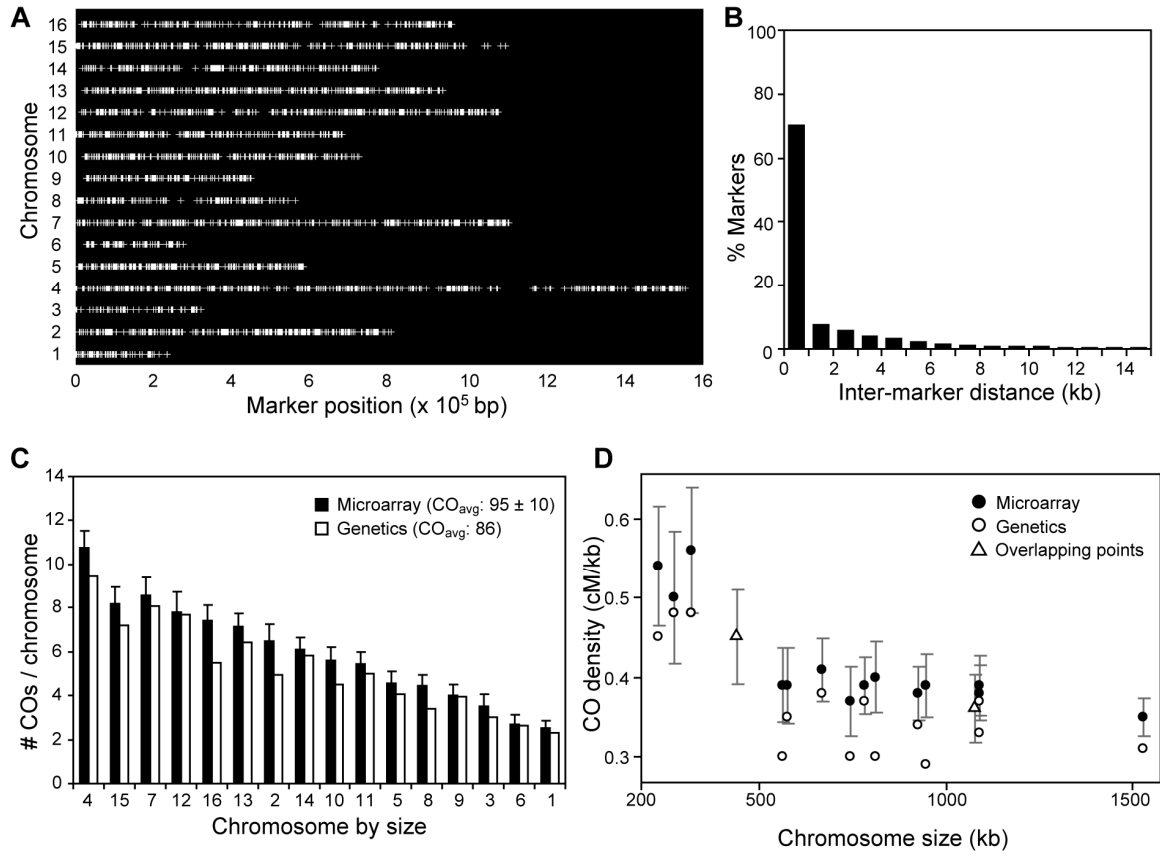 A
Chromosome
16
15
14
13
12
11
10
9
8
7
6
5
4
3
2
1
0 2 4 6 8 10 12 14 16
Marker position (x 10⁵ bp)
B
% Markers
100
80
60
40
20
0
0 2 4 6 8 10 12 14
Inter-marker distance (kb)
C
# COs / chromosome
14
12
10
8
6
4
2
0
Microarray (COavg: 95 ± 10)
Genetics (COavg: 86)
4 15 7 12 16 13 2 14 10 11 5 8 9 3 6 1
Chromosome by size
D
CO density (cM/kb)
0.6
0.5
0.4
0.3
Microarray
Genetics
Overlapping points
200 500 1000 1500
Chromosome size (kb)